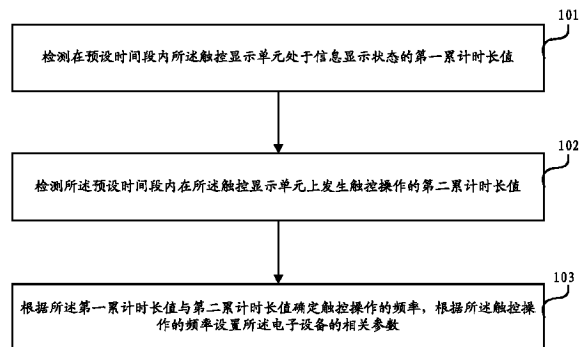 101
检测在预设时间段内所述触控显示单元处于信息显示状态的第一累计时长值
102
检测所述预设时间段内在所述触控显示单元上发生触控操作的第二累计时长值
103
根据所述第一累计时长值与第二累计时长值确定触控操作的频率，根据所述触控操
作的频率设置所述电子设备的相关参数